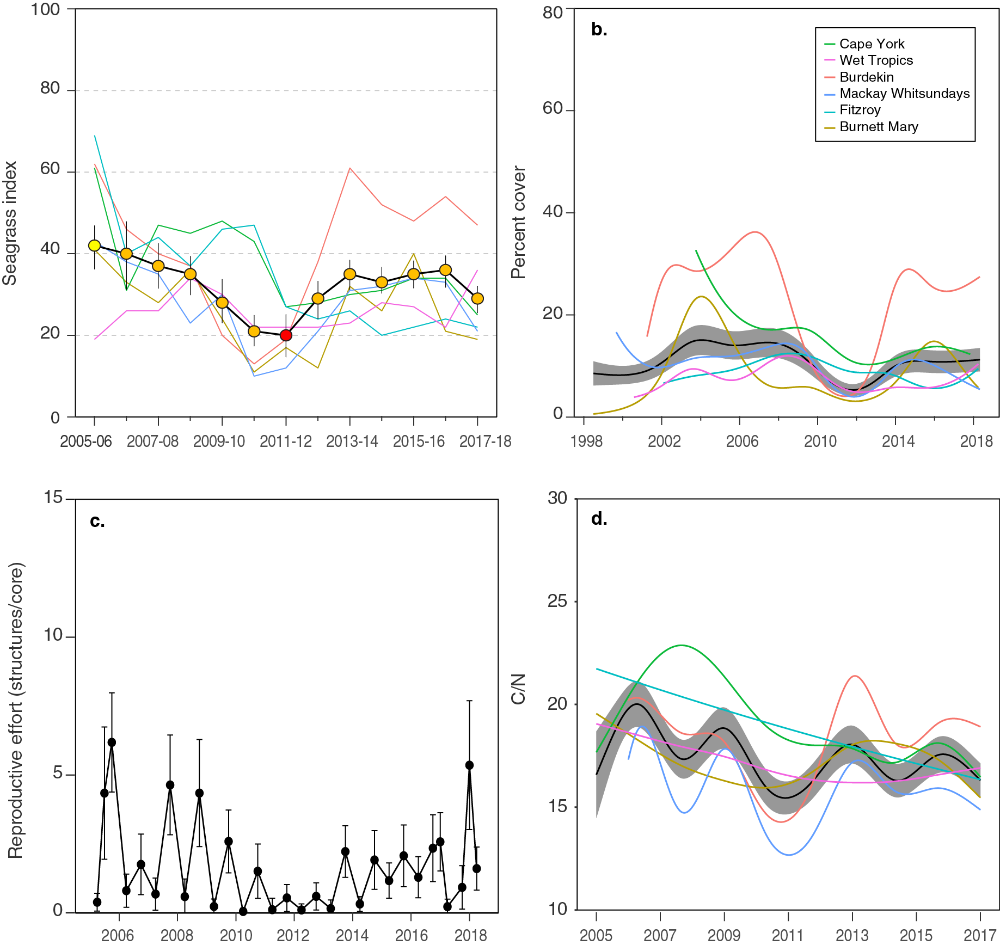 100
80
60
40
20
0
Seagrass index
2005-06 2007-08 2009-10 2011-12 2013-14 2015-16 2017-18
b.
80
60
40
20
0
Percent cover
Cape York
Wet Tropics
Burdekin
Mackay Whitsundays
Fitzroy
Burnett Mary
1998 2002 2006 2010 2014 2018
c.
15
10
5
0
Reproductive effort (structures/core)
2006 2008 2010 2012 2014 2016 2018
d.
30
25
20
15
10
C/N
2005 2007 2009 2011 2013 2015 2017